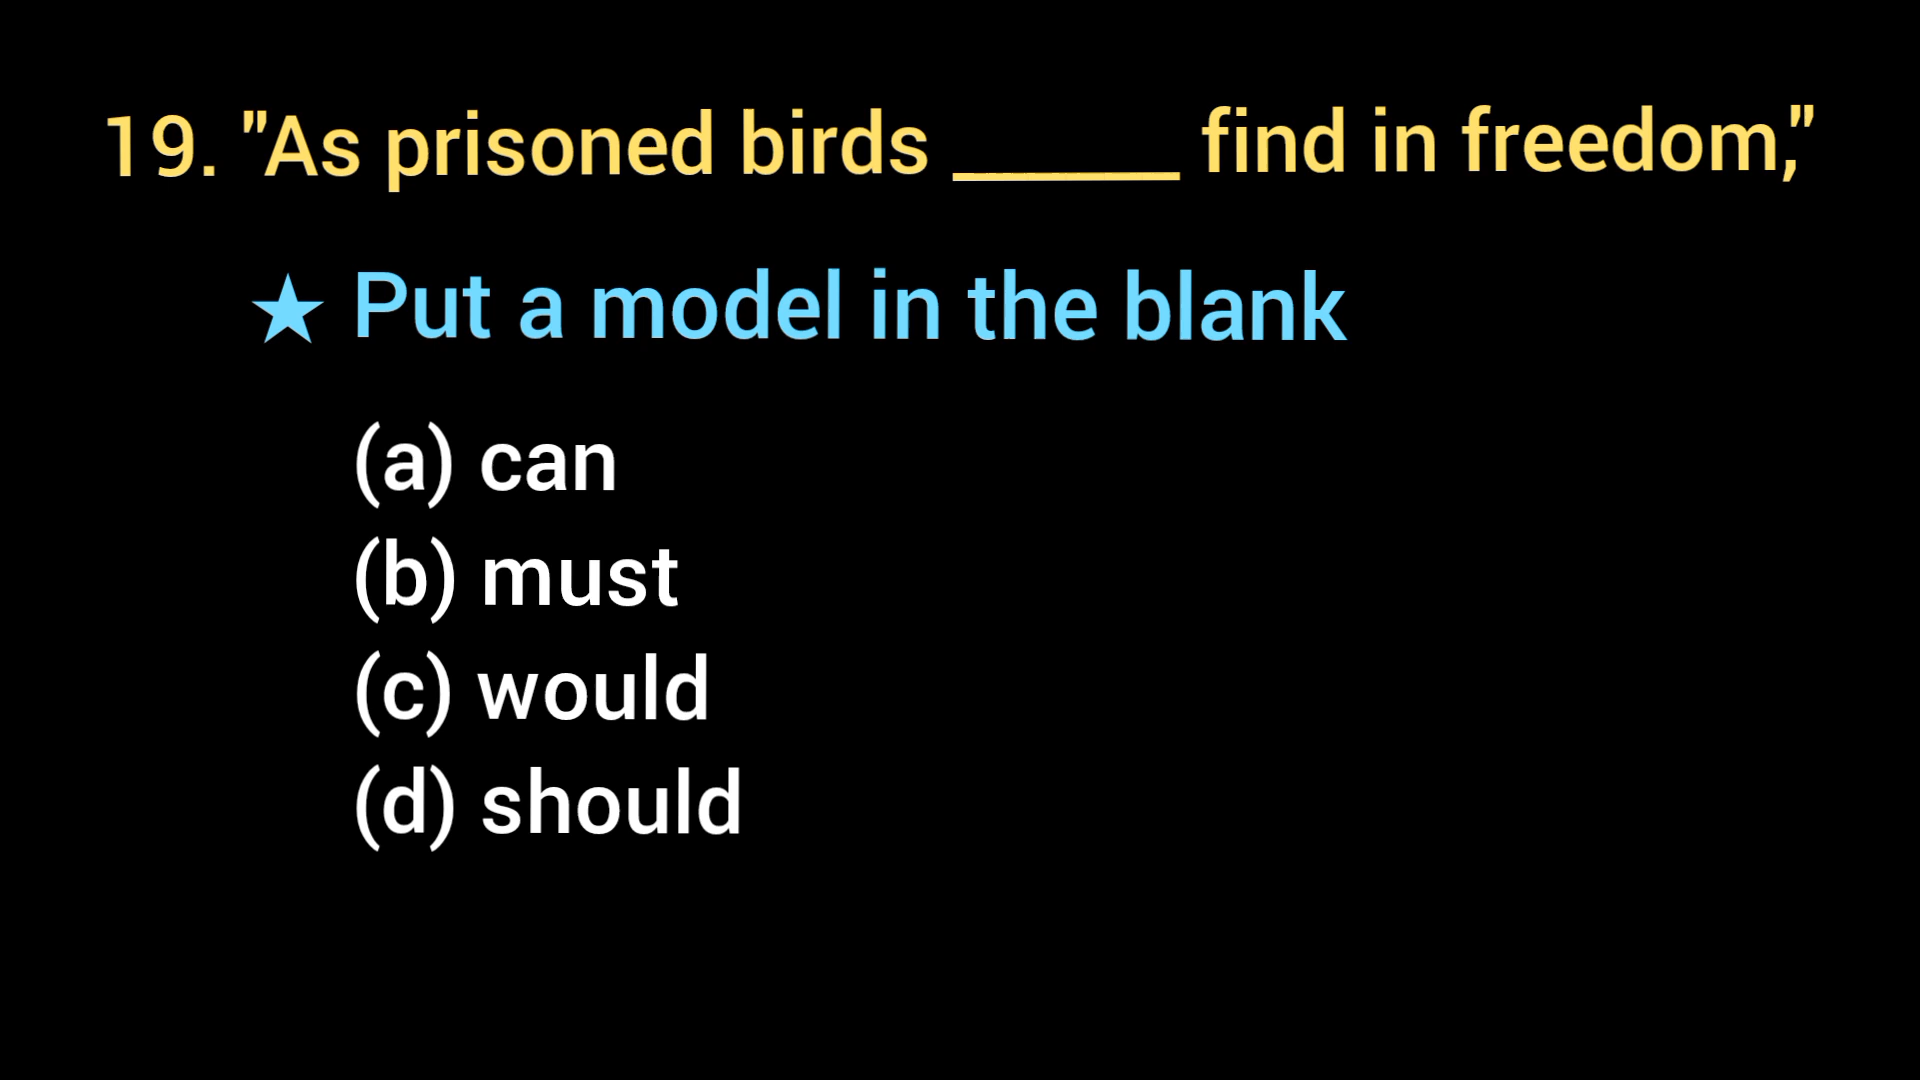 19. "As prisoned birds ______ find in freedom,"
★ Put a model in the blank
(a) can
(b) must
(c) would
(d) should